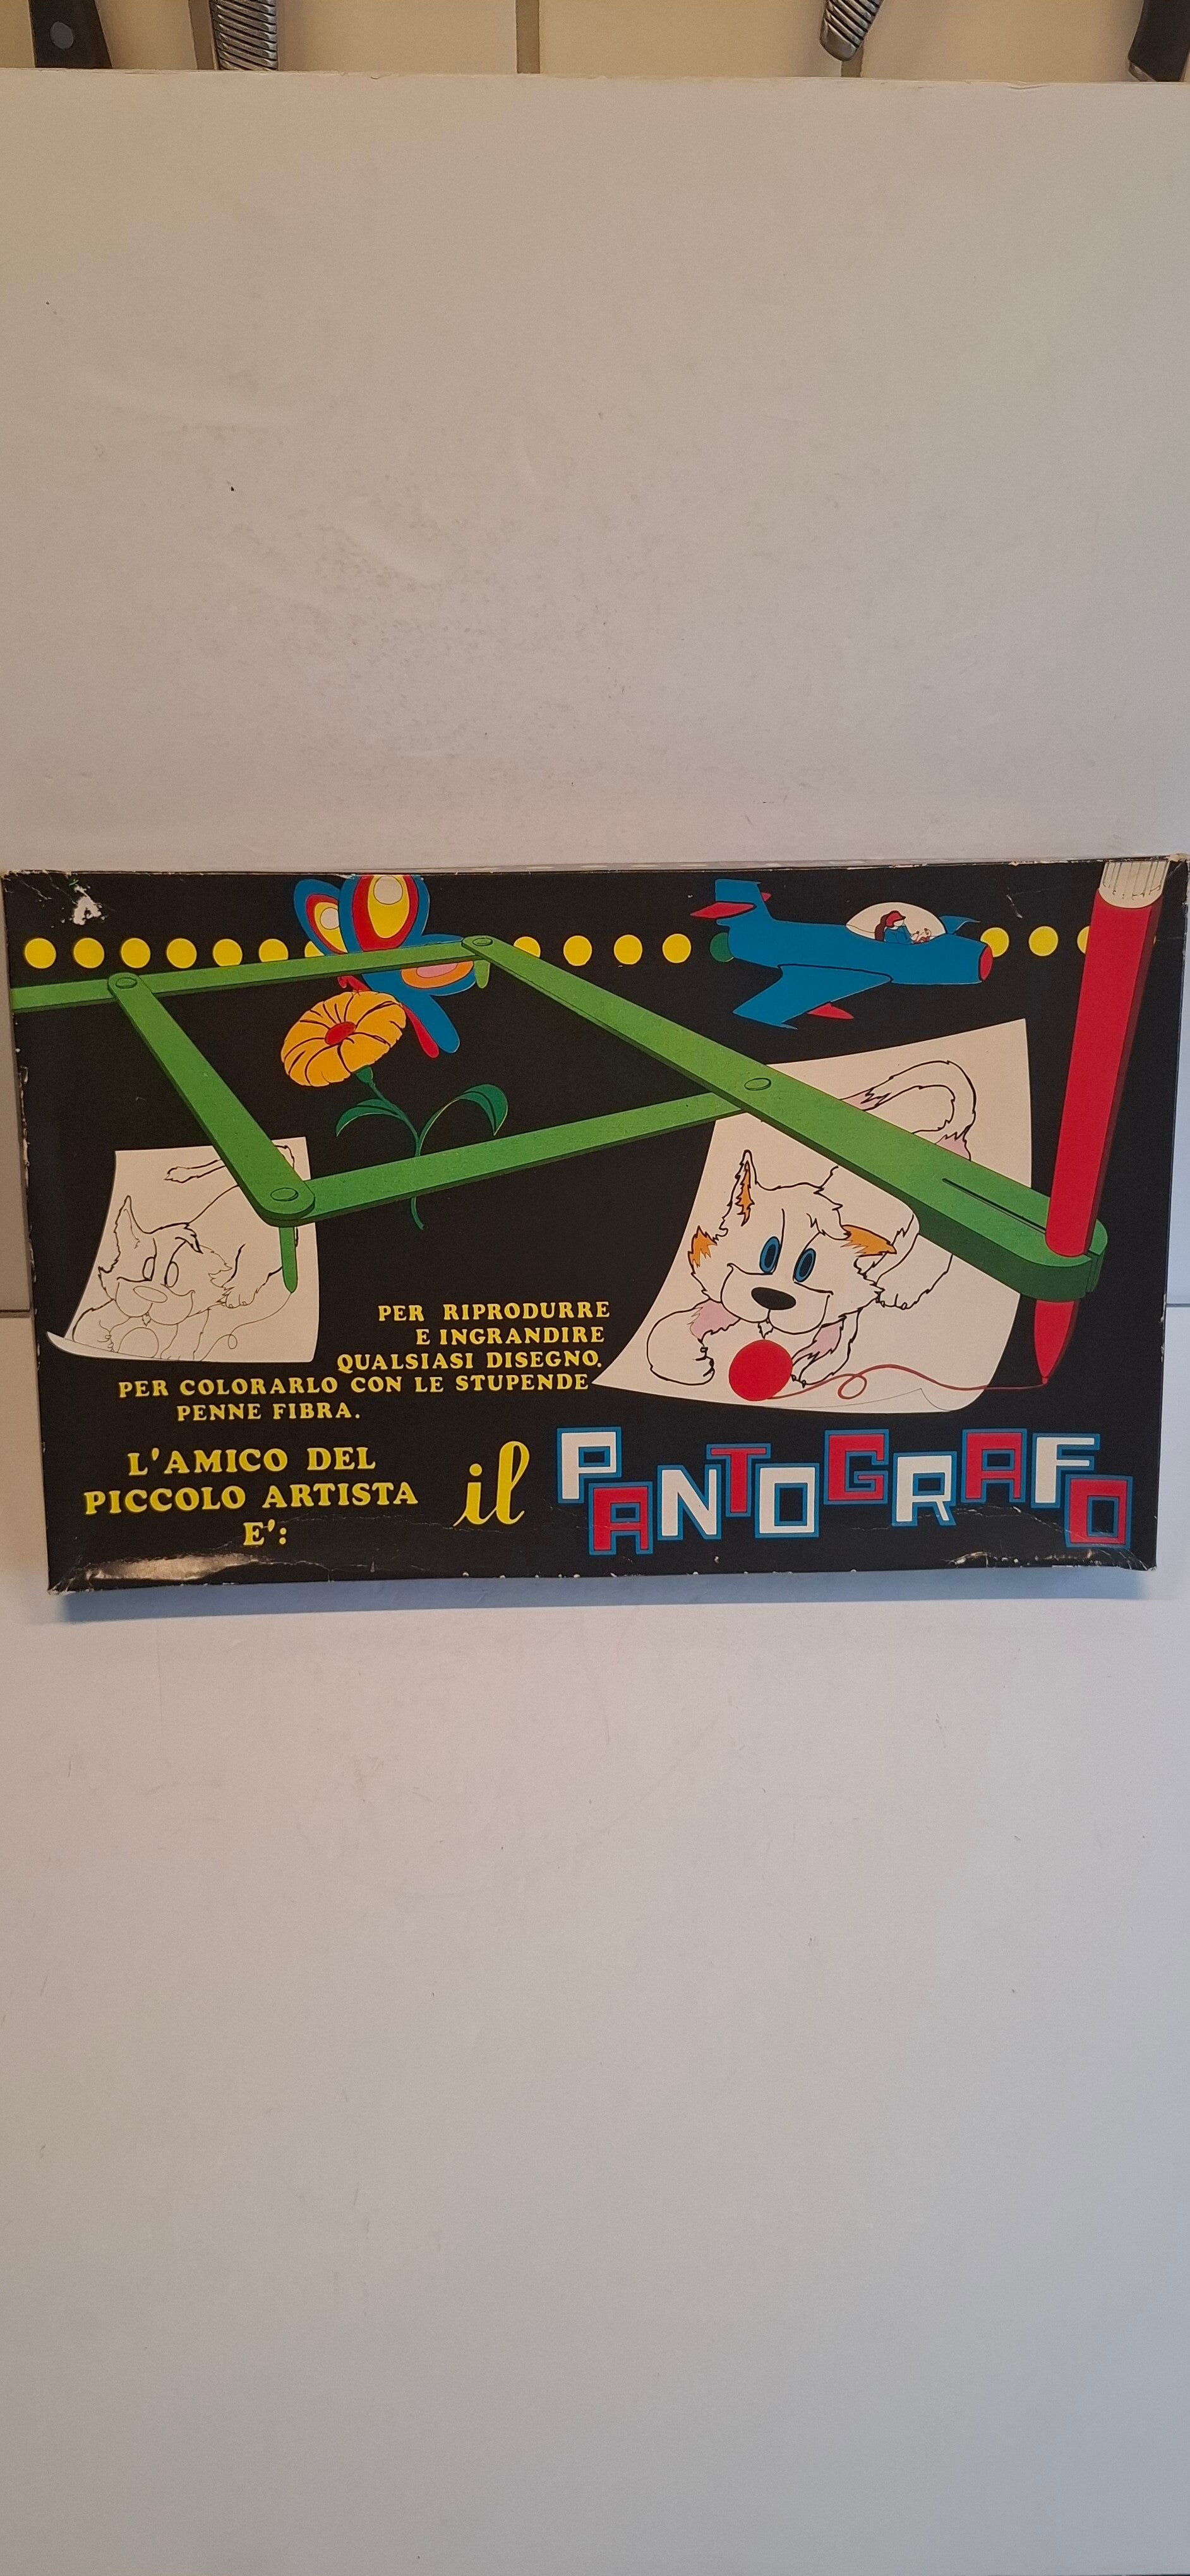 PER RIPRODURRE
E INGRANDIRE
QUALSIASI DISEGNO.
PER COLORARLO CON LE STUPENDE
PENNE FIBRA.
L'AMICO DEL
PICCOLO ARTISTA
E':
il PANTOGRAFO